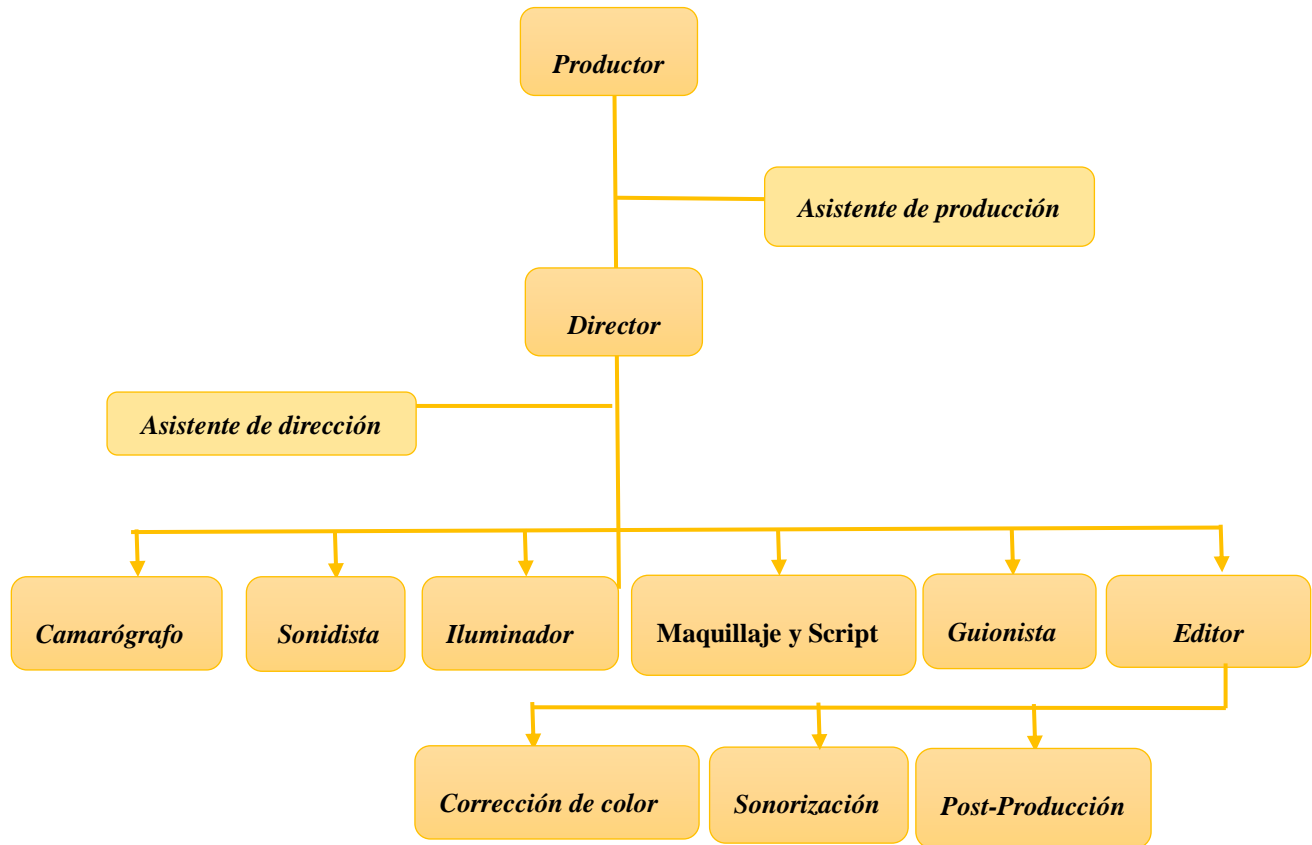 Productor
Asistente de producción
Director
Asistente de dirección
Camarógrafo
Sonidista
Iluminador
Maquillaje y Script
Guionista
Editor
Corrección de color
Sonorización
Post-Producción